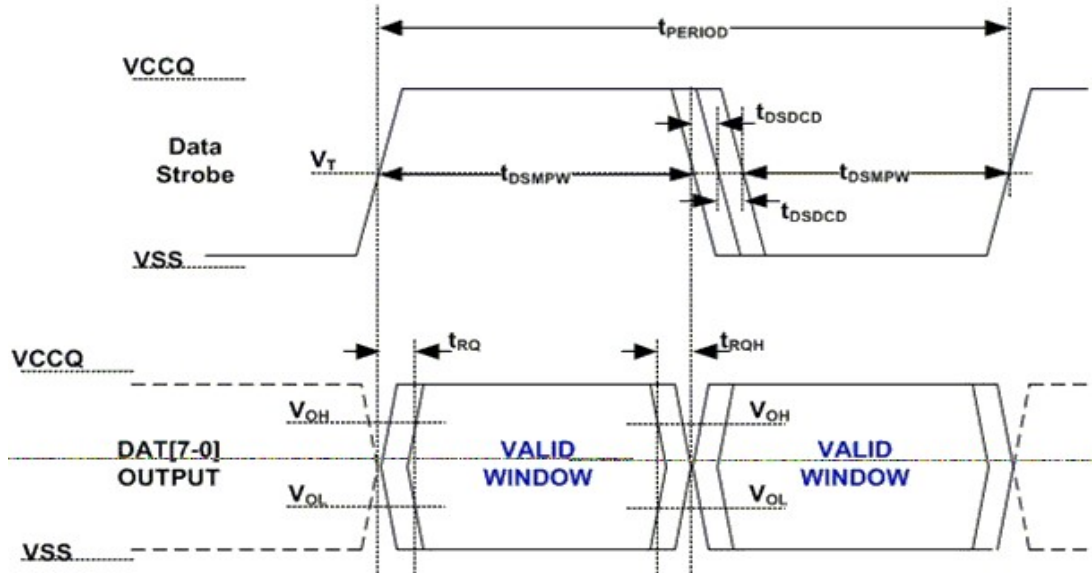 tPERIOD
VCCQ
tDSDCD
Data
Strobe
VT
tDSMPW
tDSMPW
tDSDCD
VSS
tRQ
tRQH
VCCQ
VOH
VOH
DAT[7-0]
OUTPUT
VALID
WINDOW
VALID
WINDOW
VOL
VOL
VSS